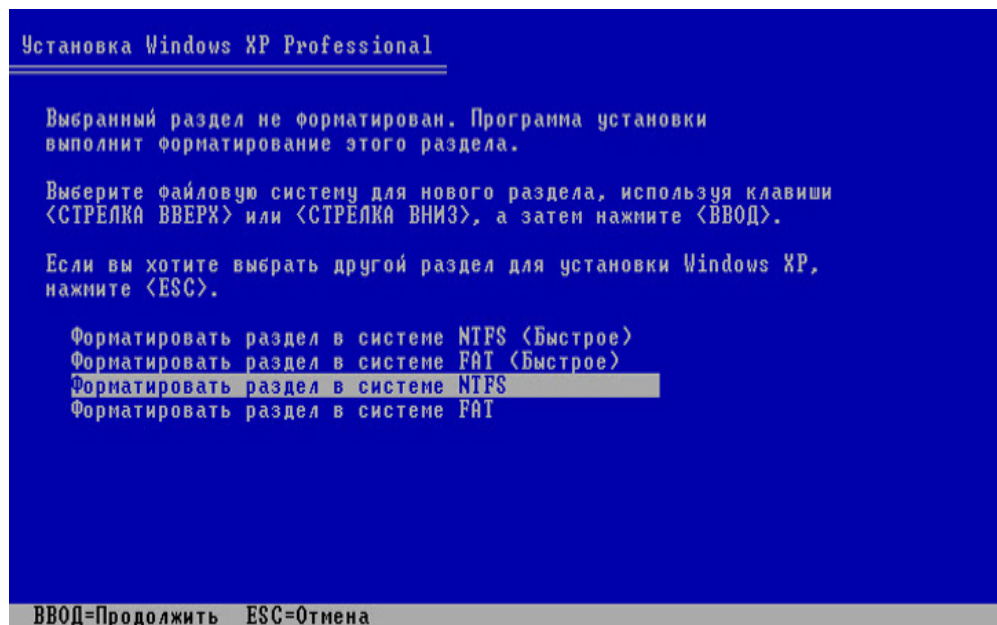 Установка Windows XP Professional
Выбранный раздел не форматирован. Программа установки
выполнит форматирование этого раздела.
Выберите файловую систему для нового раздела, используя клавиши
<СТРЕЛКА ВВЕРХ> или <СТРЕЛКА ВНИЗ>, а затем нажмите <ВВОД>.
Если вы хотите выбрать другой раздел для установки Windows XP,
нажмите <ESC>.
Форматировать раздел в системе NTFS (Быстрое)
Форматировать раздел в системе FAT (Быстрое)
Форматировать раздел в системе NTFS
Форматировать раздел в системе FAT
ВВОД=Продолжить ESC=Отмена